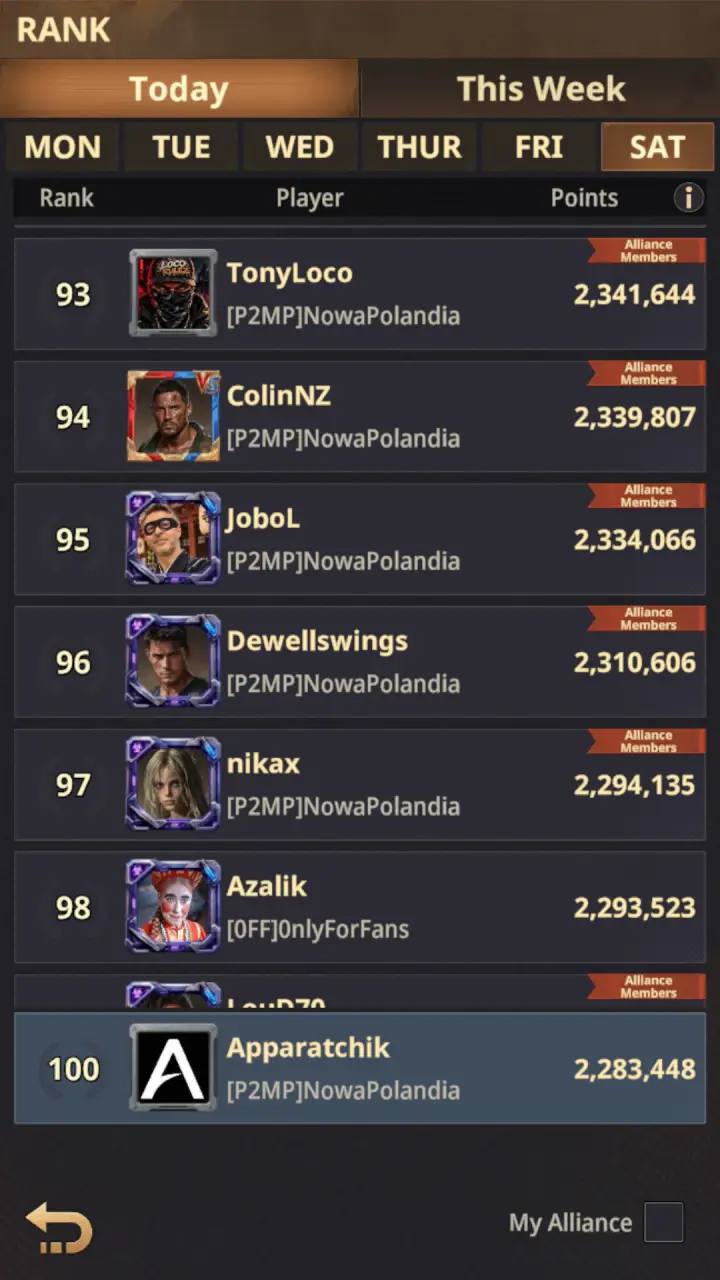 RANK
Today
This Week
MON
TUE
WED
THUR
FRI
SAT
Rank
Player
Points
Alliance
Members
93
TonyLoco
[P2MP]NowaPolandia
2,341,644
Alliance
Members
94
ColinNZ
[P2MP]NowaPolandia
2,339,807
Alliance
Members
95
JoboL
[P2MP]NowaPolandia
2,334,066
Alliance
Members
96
Dewellswings
[P2MP]NowaPolandia
2,310,606
Alliance
Members
97
nikax
[P2MP]NowaPolandia
2,294,135
98
Azalik
[0FF]0nlyForFans
2,293,523
Alliance
Members
100
Apparatchik
[P2MP]NowaPolandia
2,283,448
My Alliance